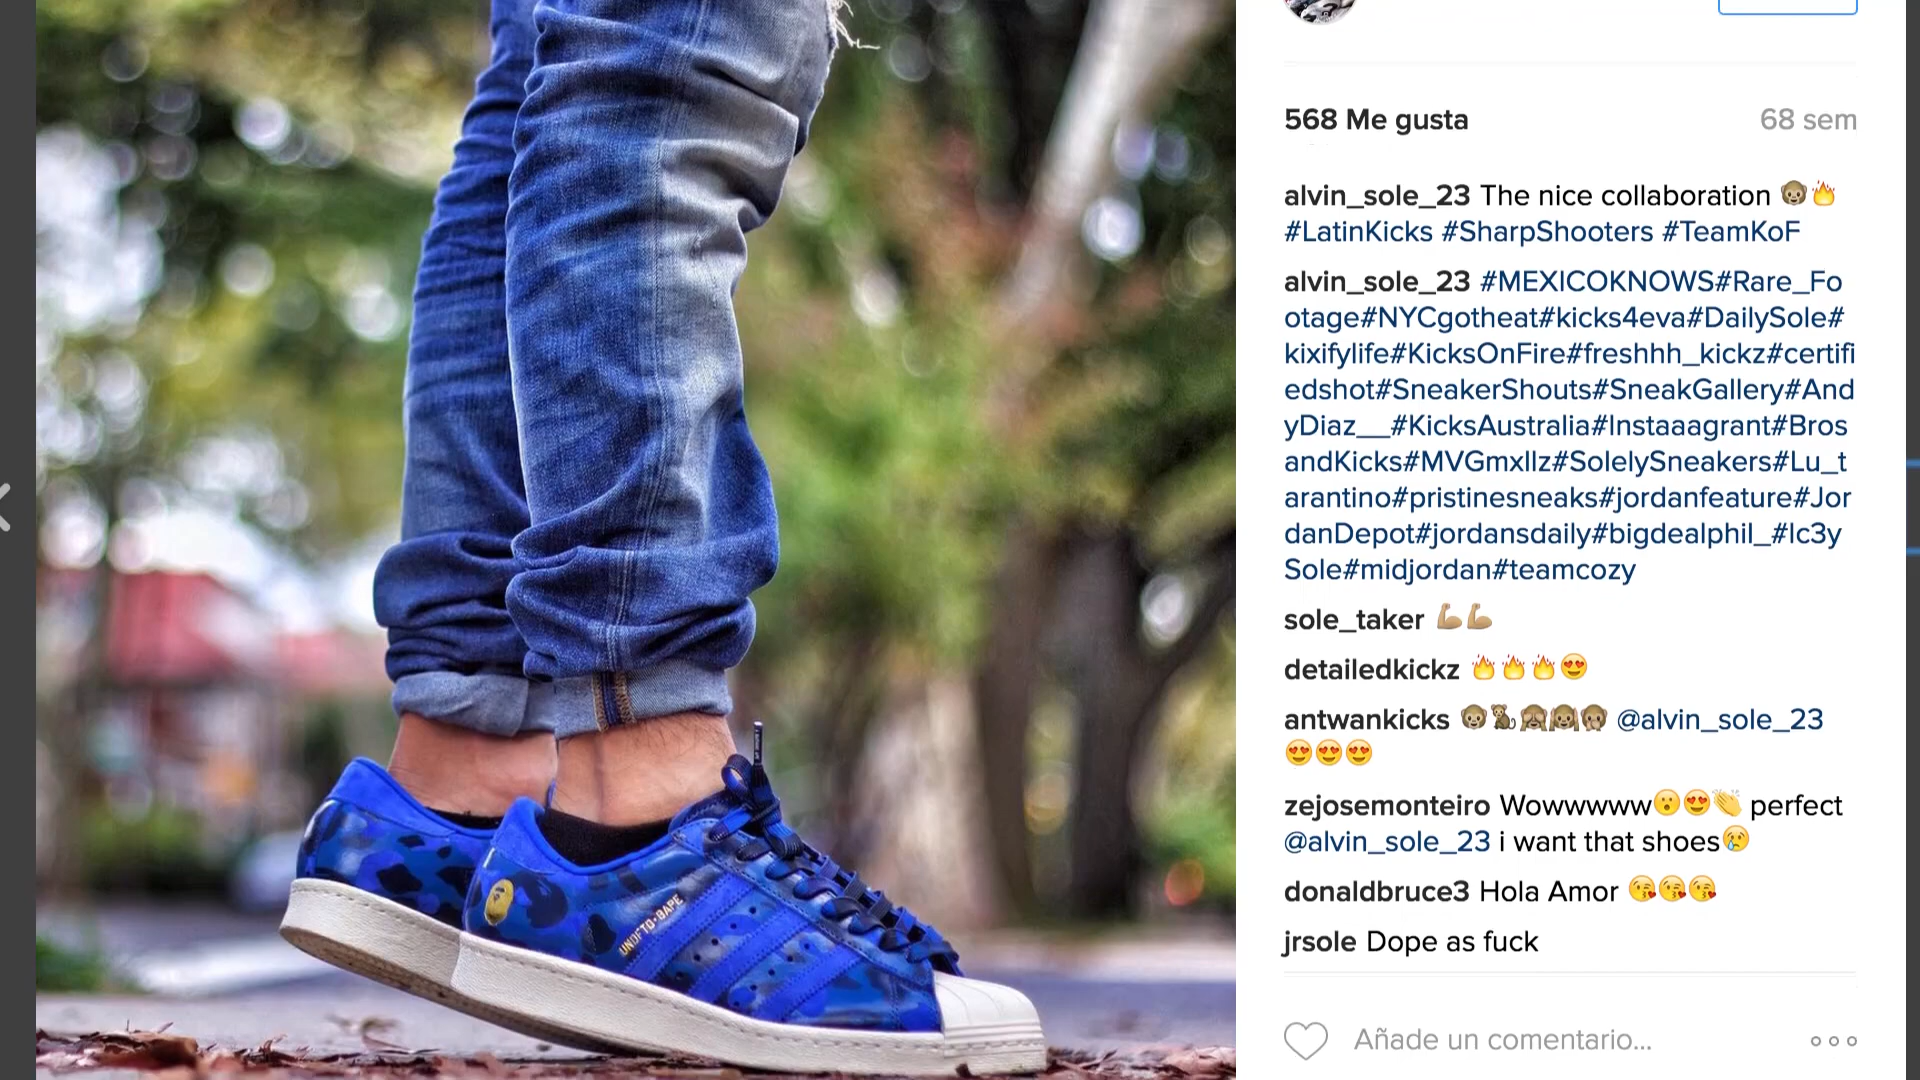 568 Me gusta 68 sem
alvin_sole_23 The nice collaboration 🐵🔥
#LatinKicks #SharpShooters #TeamKoF
alvin_sole_23 #MEXICOKNOWS#Rare_Fo
otage#NYCgotheat#kicks4eva#DailySole#
kixifylife#KicksOnFire#freshhh_kickz#certifi
edshot#SneakerShouts#SneakGallery#And
yDiaz__#KicksAustralia#Instaaagrant#Bros
andKicks#MVGmxllz#SolelySneakers#Lu_t
arantino#pristinesneaks#jordanfeature#Jor
danDepot#jordansdaily#bigdealphil_#lc3y
Sole#midjordan#teamcozy
sole_taker 💪🏼💪🏼
detailedkickz 🔥🔥🔥😍
antwankicks 🐵🐒🙈🙉🙊 @alvin_sole_23
😍😍😍
zejosemonteiro Wowwwww😮😍👏🏼 perfect
@alvin_sole_23 i want that shoes😢
donaldbruce3 Hola Amor 😘😘😘
jrsole Dope as fuck
Añade un comentario...
UNDFTD•BAPE